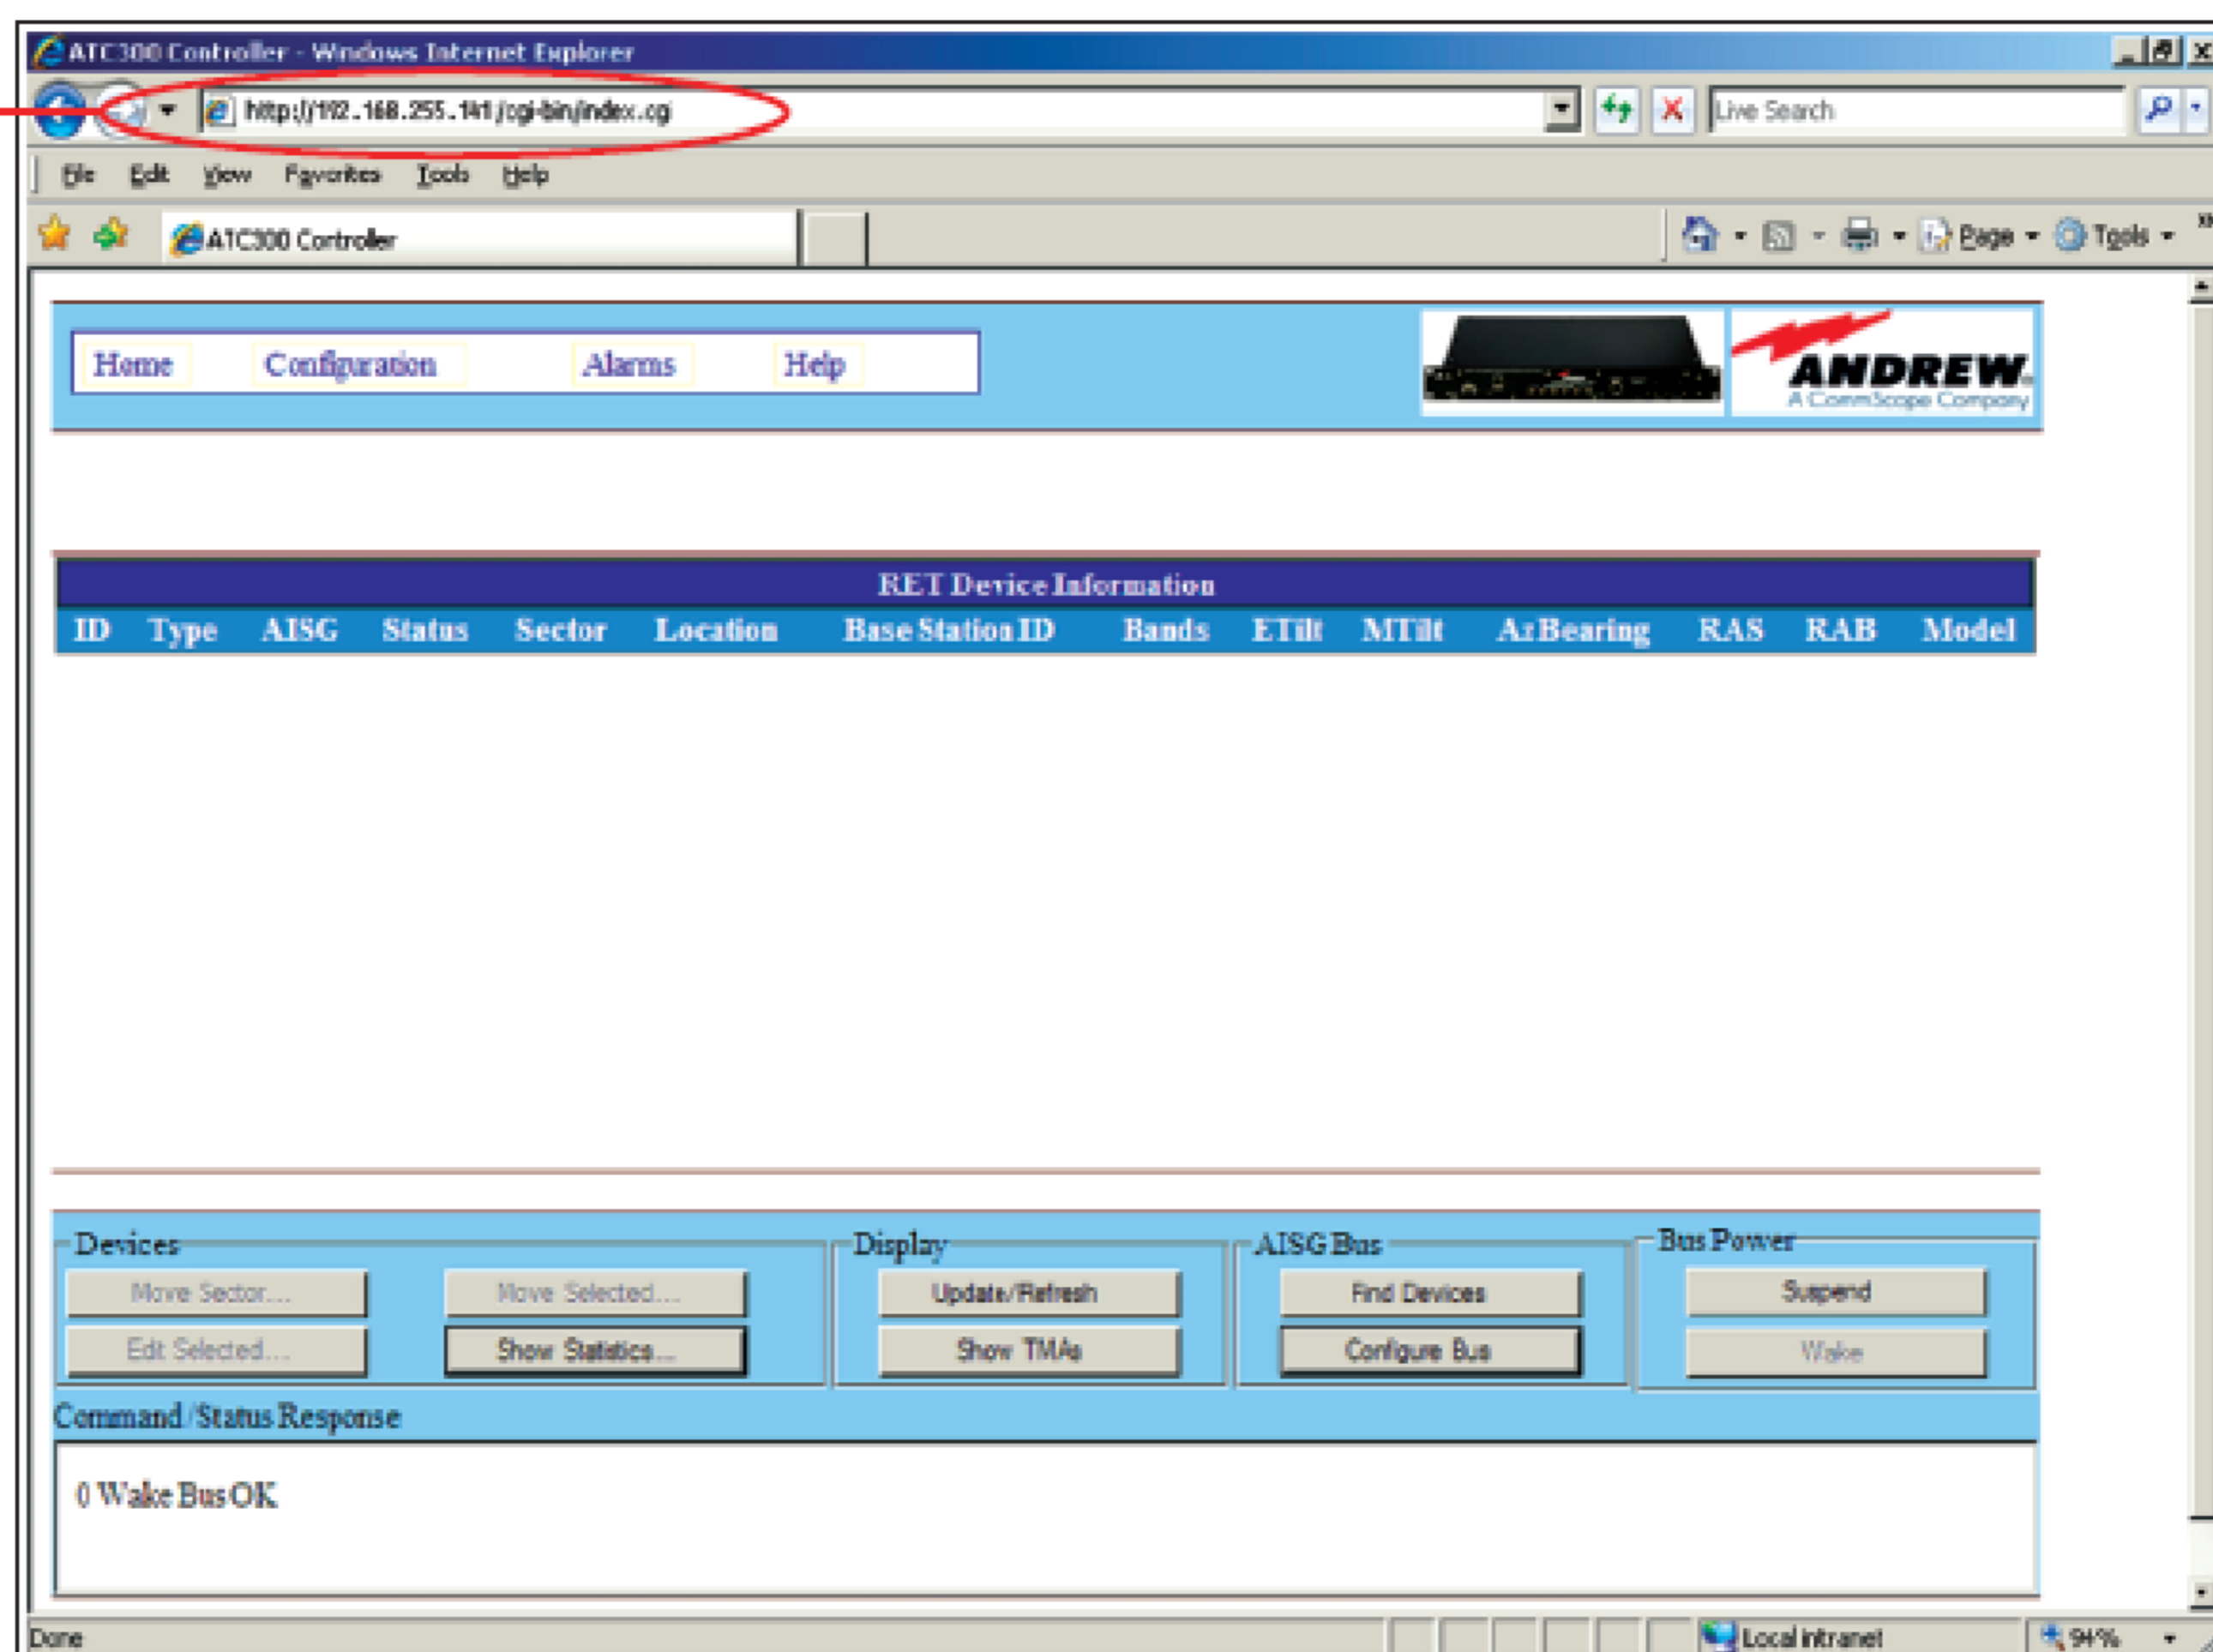 ATC300 Controller - Windows Internet Explorer
http://192.168.255.141/cgi-bin/index.cgi
Live Search
File Edit View Favorites Tools Help
ATC300 Controller
Page Tools
Home Configuration Alarms Help
ANDREW.
A CommScope Company
RET Device Information
ID Type AISG Status Sector Location Base Station ID Bands ETilt MTilt AzBearing RAS RAB Model
Devices Display AISG Bus Bus Power
Move Sector... Move Selected... Update/Refresh Find Devices Suspend
Edit Selected... Show Statistics... Show TMAs Configure Bus Wake
Command/Status Response
0 Wake Bus OK
Done Local intranet 94%